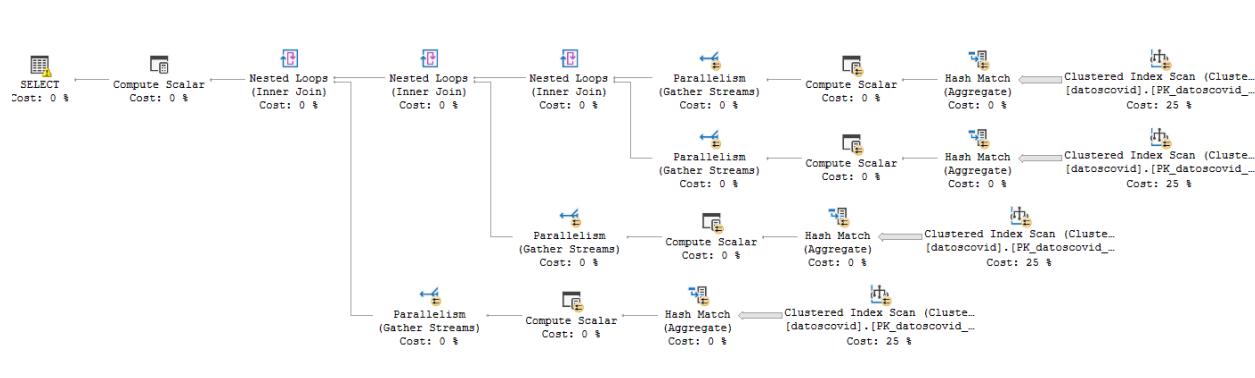 SELECT
Cost: 0 %
Compute Scalar
Cost: 0 %
Nested Loops
(Inner Join)
Cost: 0 %
Nested Loops
(Inner Join)
Cost: 0 %
Nested Loops
(Inner Join)
Cost: 0 %
Parallelism
(Gather Streams)
Cost: 0 %
Compute Scalar
Cost: 0 %
Hash Match
(Aggregate)
Cost: 0 %
Clustered Index Scan (Cluste…
[datoscovid].[PK_datoscovid_…
Cost: 25 %
Parallelism
(Gather Streams)
Cost: 0 %
Compute Scalar
Cost: 0 %
Hash Match
(Aggregate)
Cost: 0 %
Clustered Index Scan (Cluste…
[datoscovid].[PK_datoscovid_…
Cost: 25 %
Parallelism
(Gather Streams)
Cost: 0 %
Compute Scalar
Cost: 0 %
Hash Match
(Aggregate)
Cost: 0 %
Clustered Index Scan (Cluste…
[datoscovid].[PK_datoscovid_…
Cost: 25 %
Parallelism
(Gather Streams)
Cost: 0 %
Compute Scalar
Cost: 0 %
Hash Match
(Aggregate)
Cost: 0 %
Clustered Index Scan (Cluste…
[datoscovid].[PK_datoscovid_…
Cost: 25 %